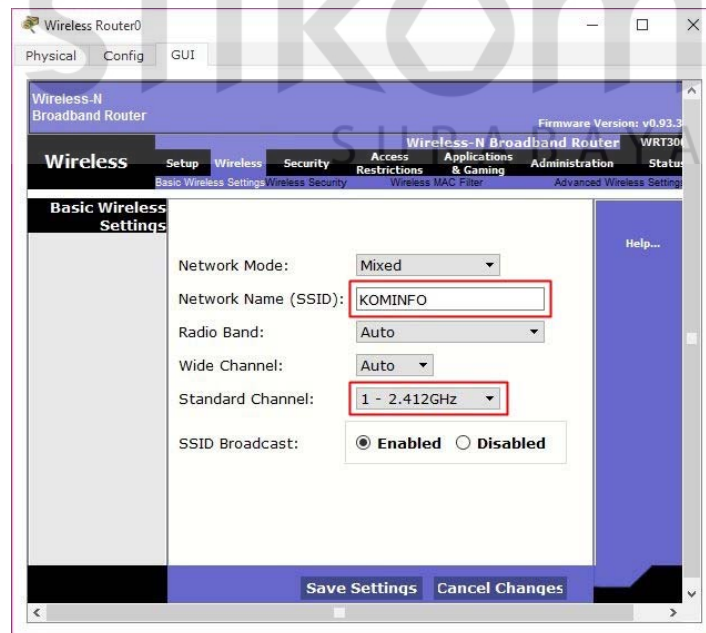 Wireless Router0
Physical Config GUI
Wireless-N
Broadband Router
Firmware Version: v0.93.3
SURABAYA
Wireless-N Broadband Router WRT300
Wireless
Setup Wireless Security Access Restrictions Applications & Gaming Administration Status
Basic Wireless Settings Wireless Security Wireless MAC Filter Advanced Wireless Settings
Basic Wireless
Settings
Help...
Network Mode: Mixed
Network Name (SSID): KOMINFO
Radio Band: Auto
Wide Channel: Auto
Standard Channel: 1 - 2.412GHz
SSID Broadcast: Enabled Disabled
Save Settings Cancel Changes